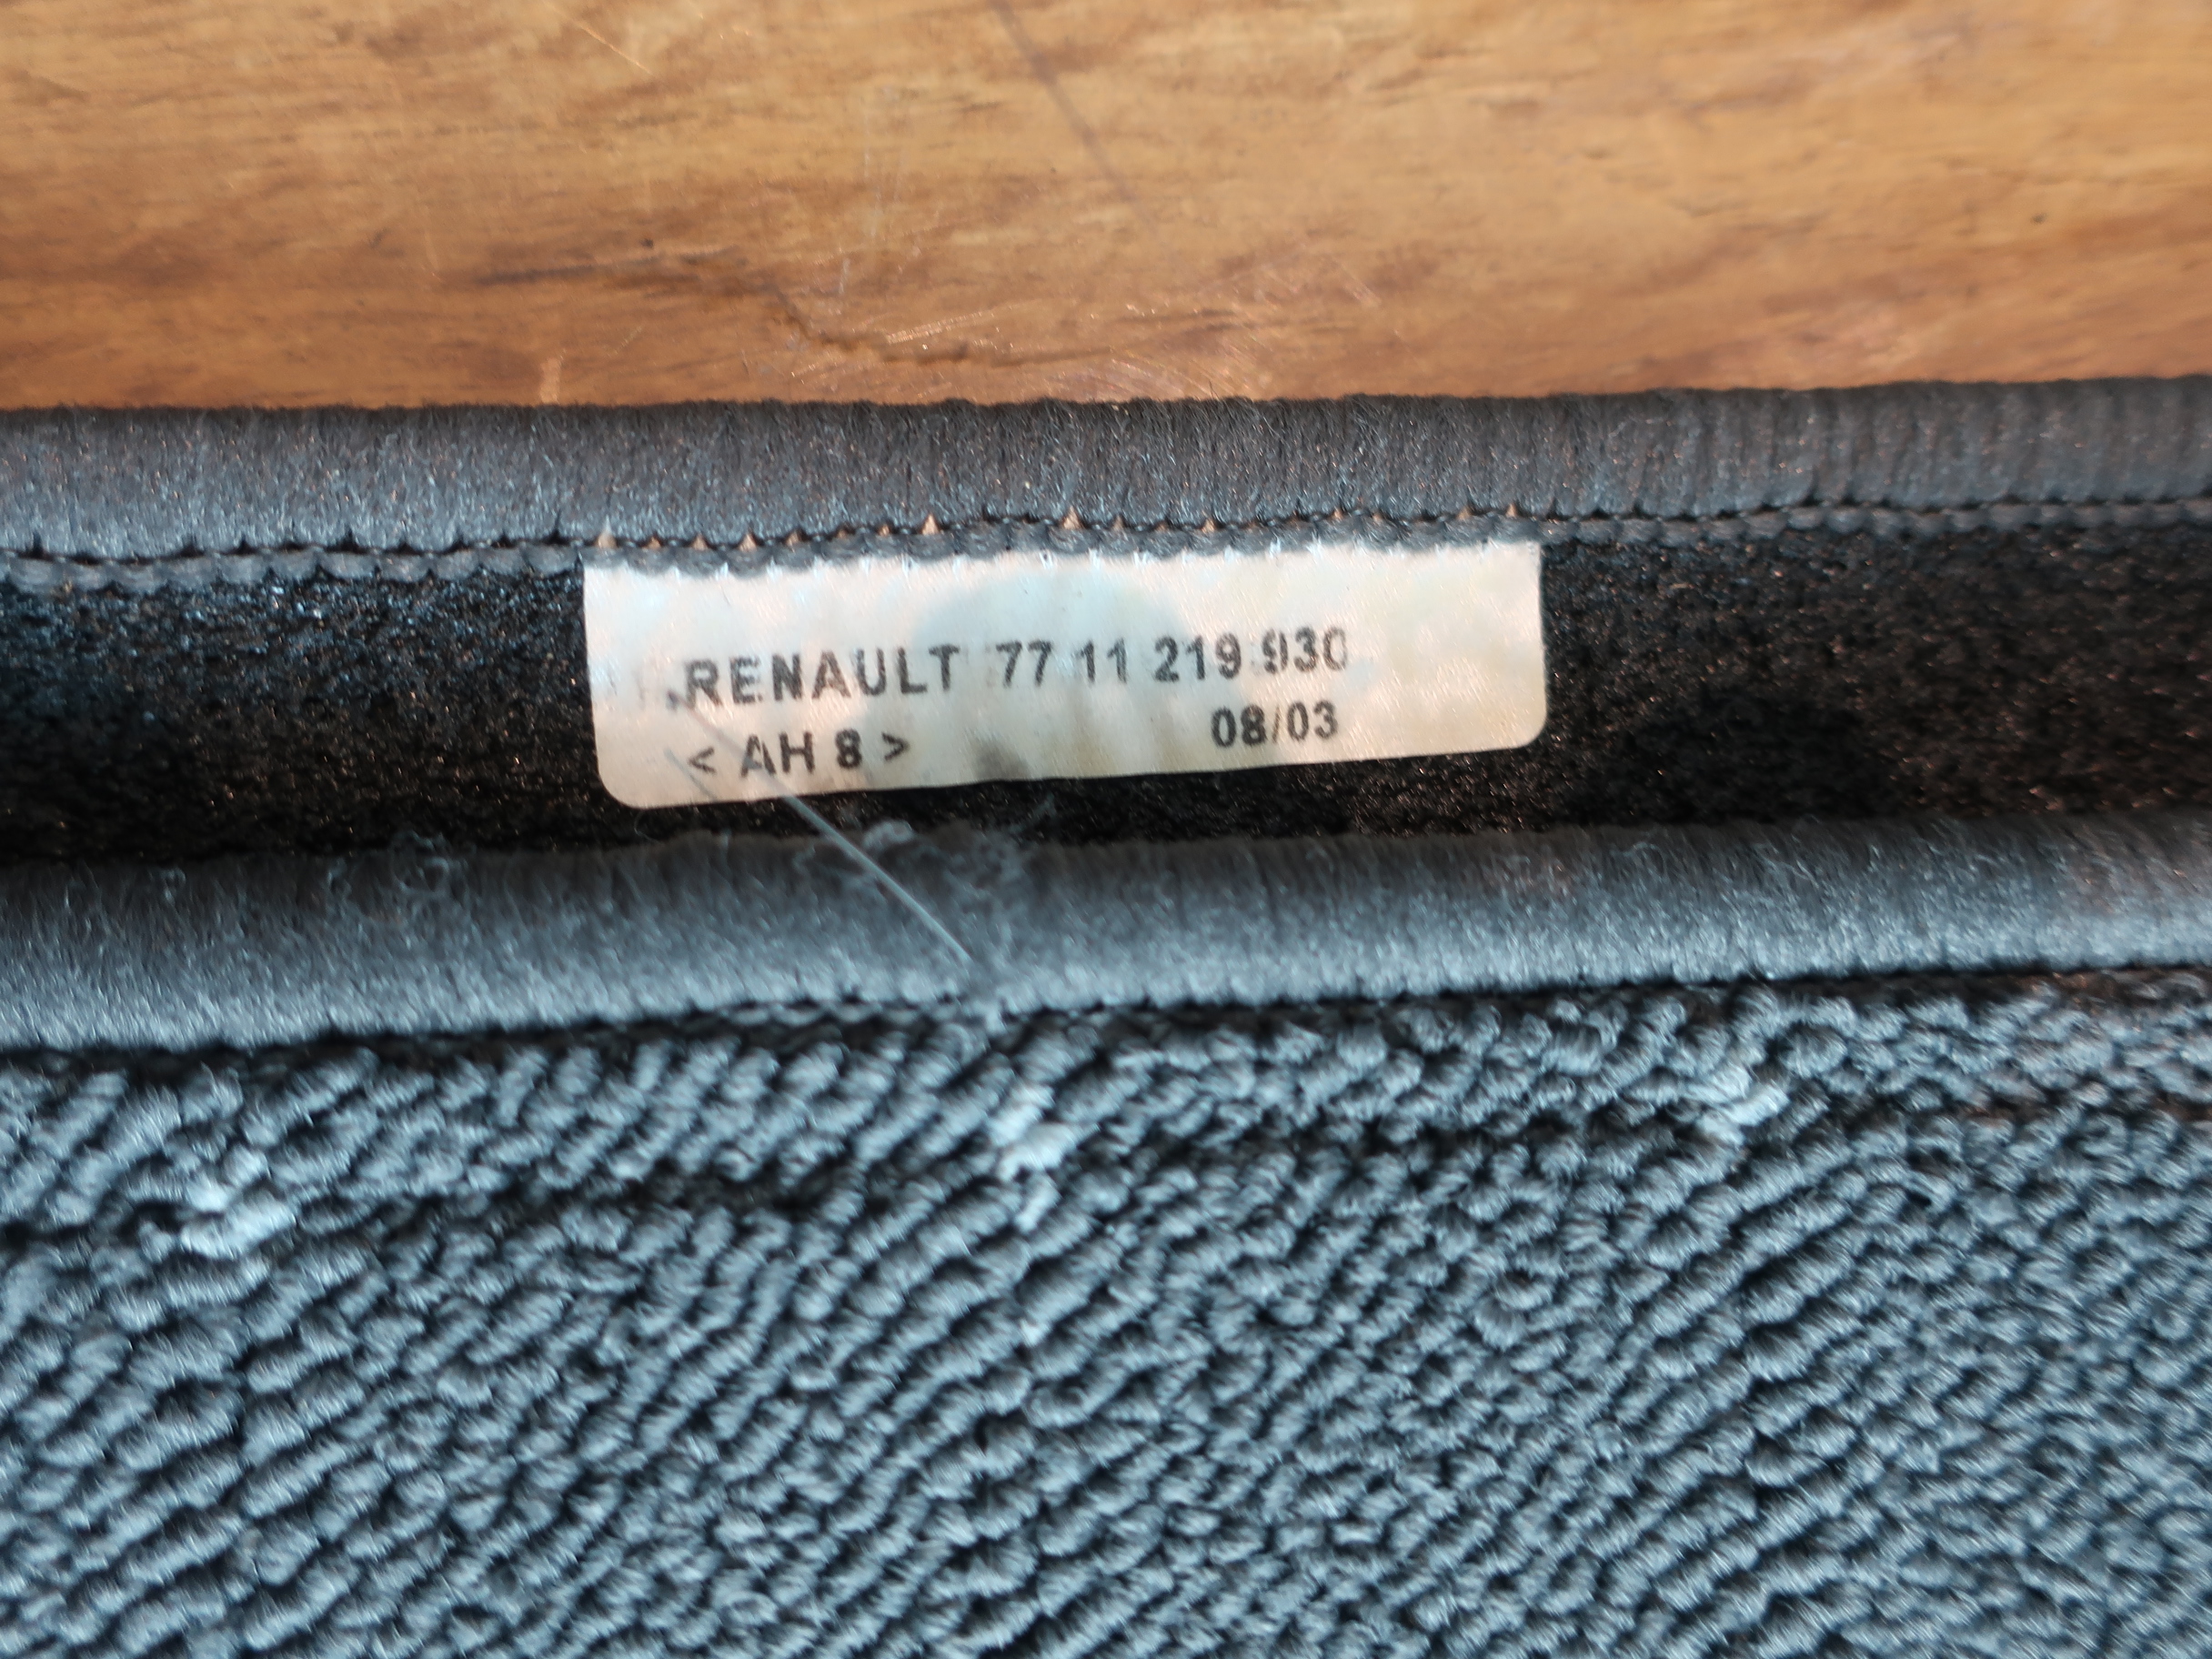 RENAULT 77 11 219 930
< AH 8 > 08/03